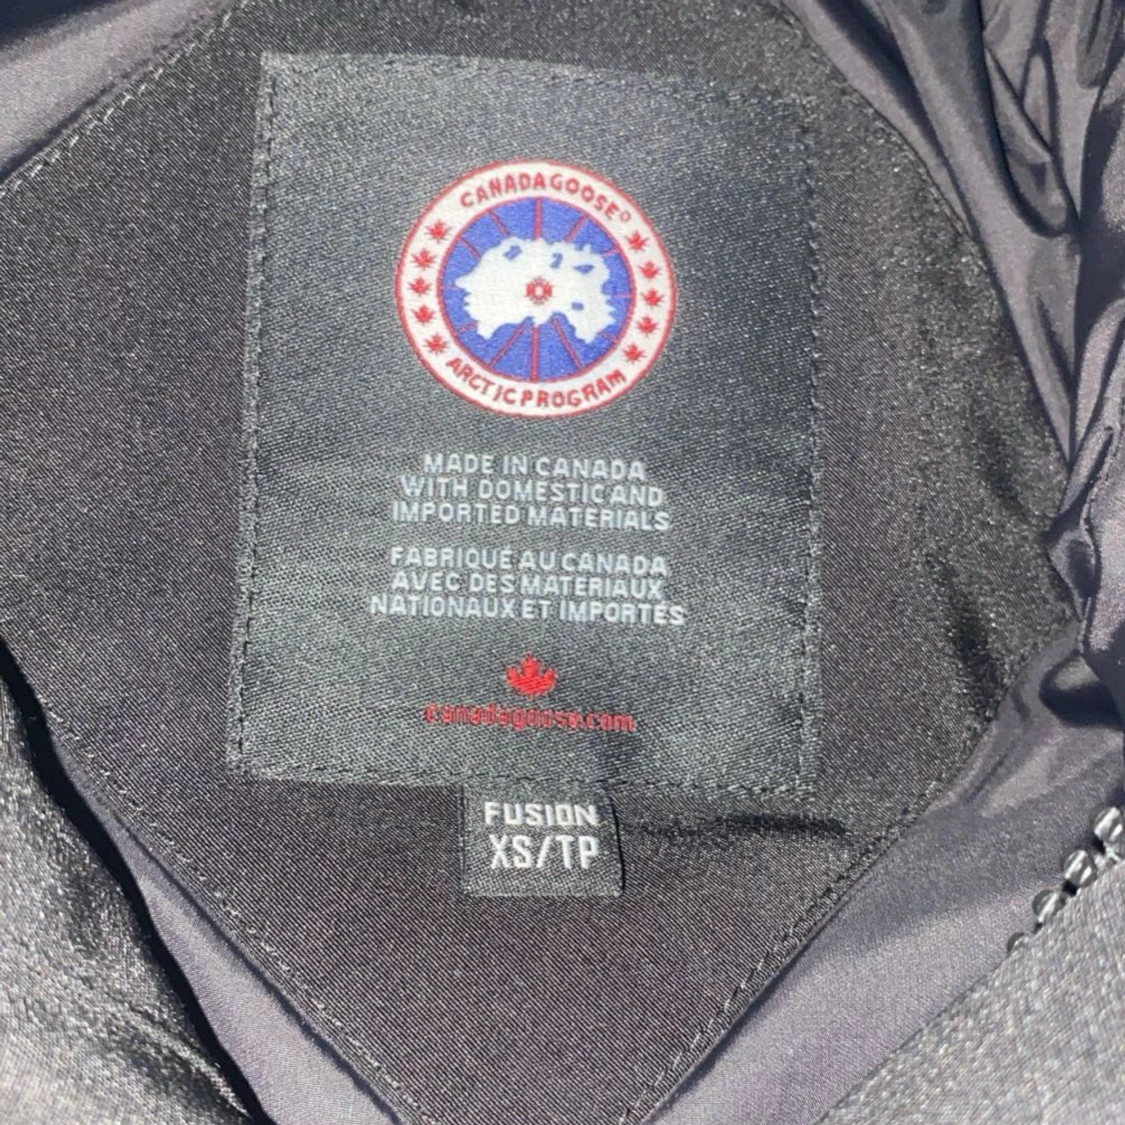 CANADA GOOSE
ARCTIC PROGRAM
MADE IN CANADA
WITH DOMESTIC AND
IMPORTED MATERIALS
FABRIQUÉ AU CANADA
AVEC DES MATÉRIAUX
NATIONAUX ET IMPORTÉS
canadagoose.com
FUSION
XS/TP